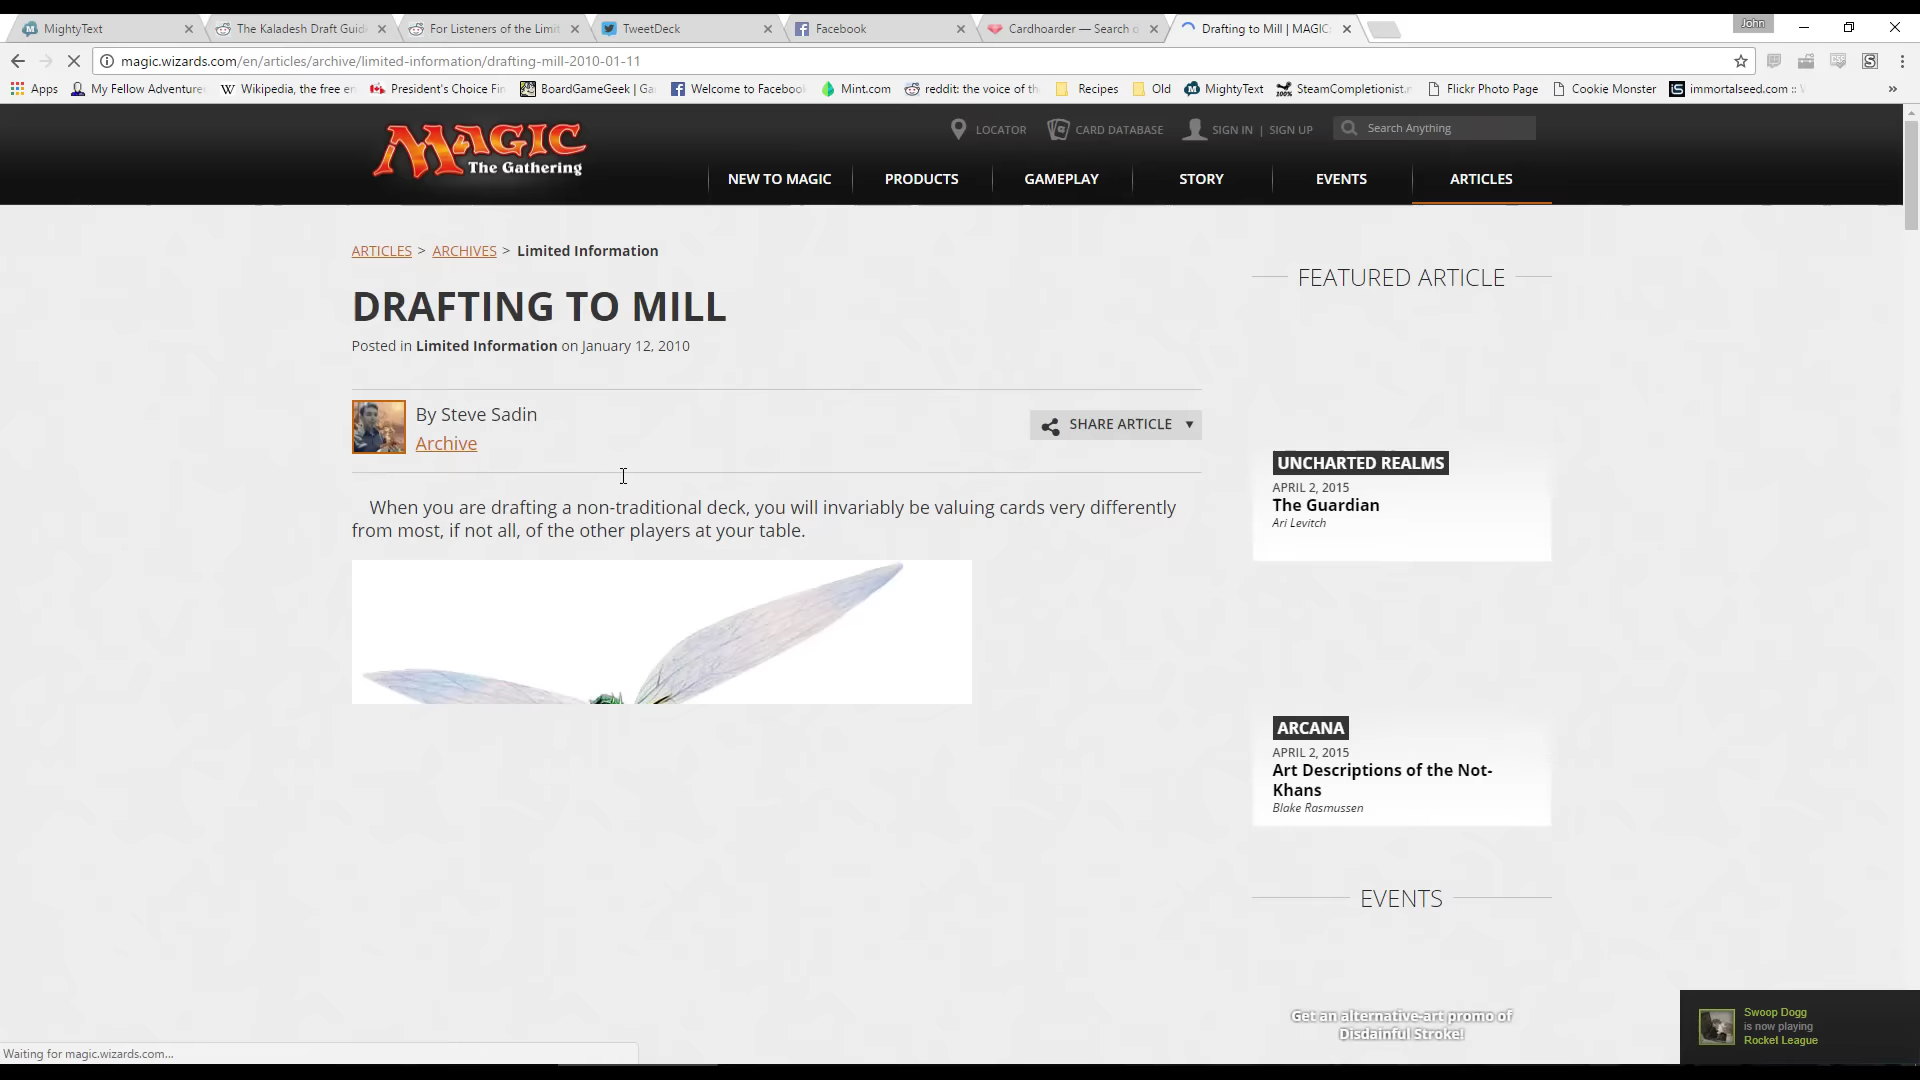 MightyText
The Kaladesh Draft Guid
For Listeners of the Limit
TweetDeck
Facebook
Cardhoarder — Search o
Drafting to Mill | MAGIC
John
magic.wizards.com/en/articles/archive/limited-information/drafting-mill-2010-01-11
Apps
My Fellow Adventure
Wikipedia, the free en
President's Choice Fin
BoardGameGeek | Ga
Welcome to Facebook
Mint.com
reddit: the voice of th
Recipes
Old
MightyText
SteamCompletionist.n
Flickr Photo Page
Cookie Monster
immortalseed.com ::
MAGIC
The Gathering
LOCATOR
CARD DATABASE
SIGN IN | SIGN UP
Search Anything
NEW TO MAGIC
PRODUCTS
GAMEPLAY
STORY
EVENTS
ARTICLES
ARTICLES > ARCHIVES > Limited Information
DRAFTING TO MILL
Posted in Limited Information on January 12, 2010
By Steve Sadin
Archive
SHARE ARTICLE
When you are drafting a non-traditional deck, you will invariably be valuing cards very differently
from most, if not all, of the other players at your table.
FEATURED ARTICLE
UNCHARTED REALMS
APRIL 2, 2015
The Guardian
Ari Levitch
ARCANA
APRIL 2, 2015
Art Descriptions of the Not-
Khans
Blake Rasmussen
EVENTS
Get an alternative-art promo of
Disdainful Stroke!
Swoop Dogg
is now playing
Rocket League
Waiting for magic.wizards.com...